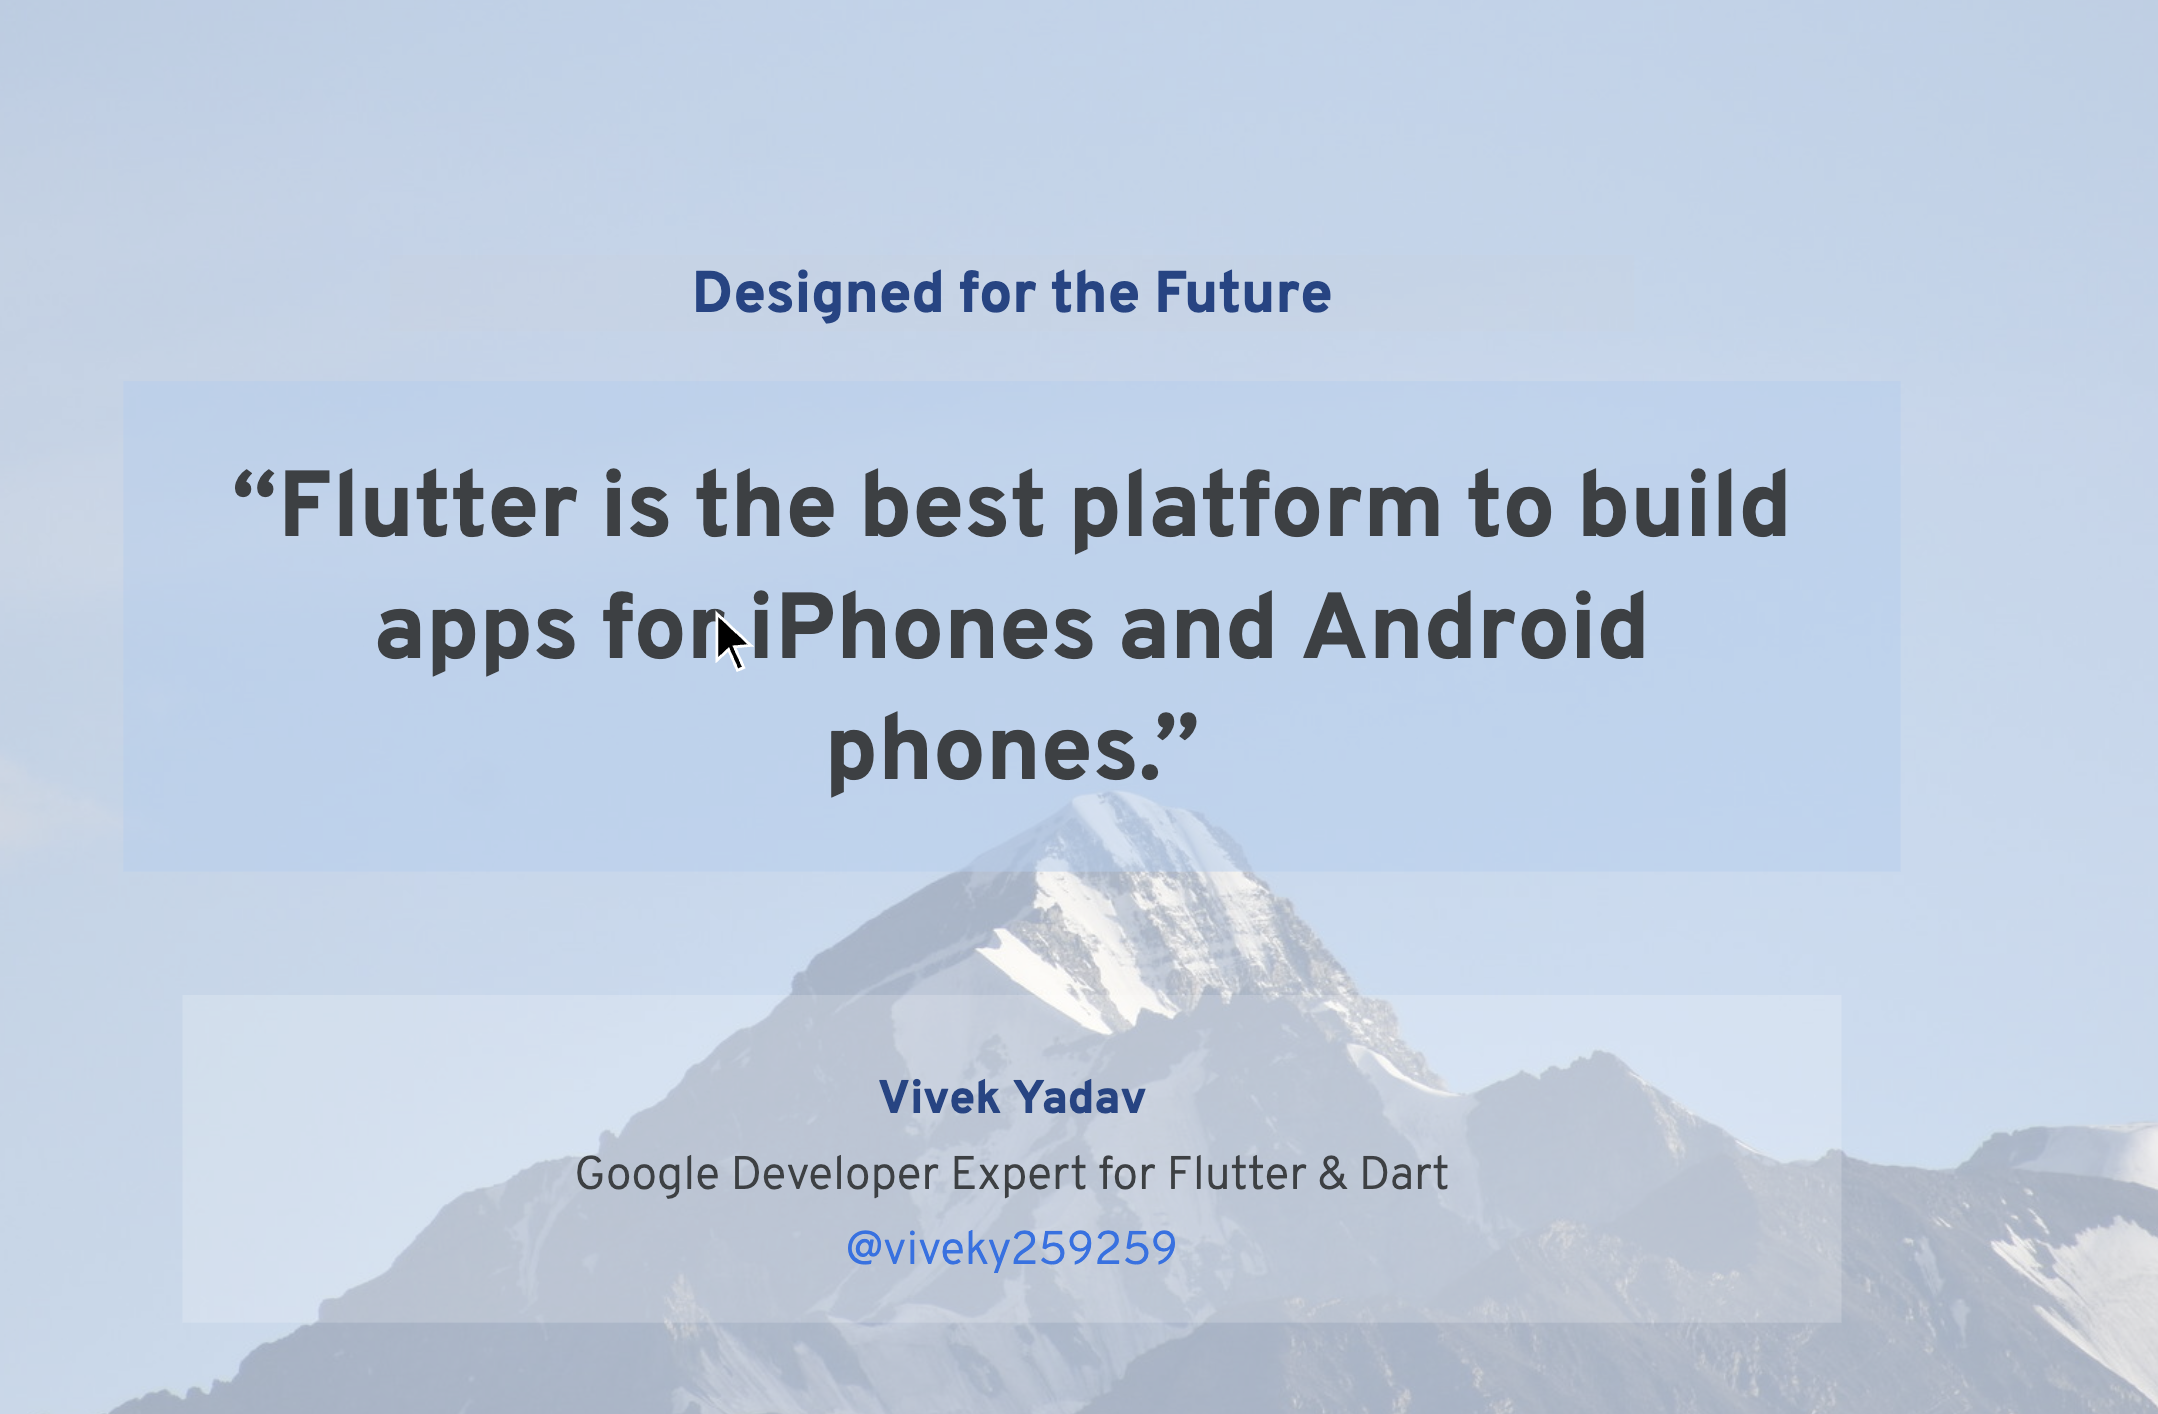 Designed for the Future
“Flutter is the best platform to build
apps for iPhones and Android
phones.”
Vivek Yadav
Google Developer Expert for Flutter & Dart
@viveky259259